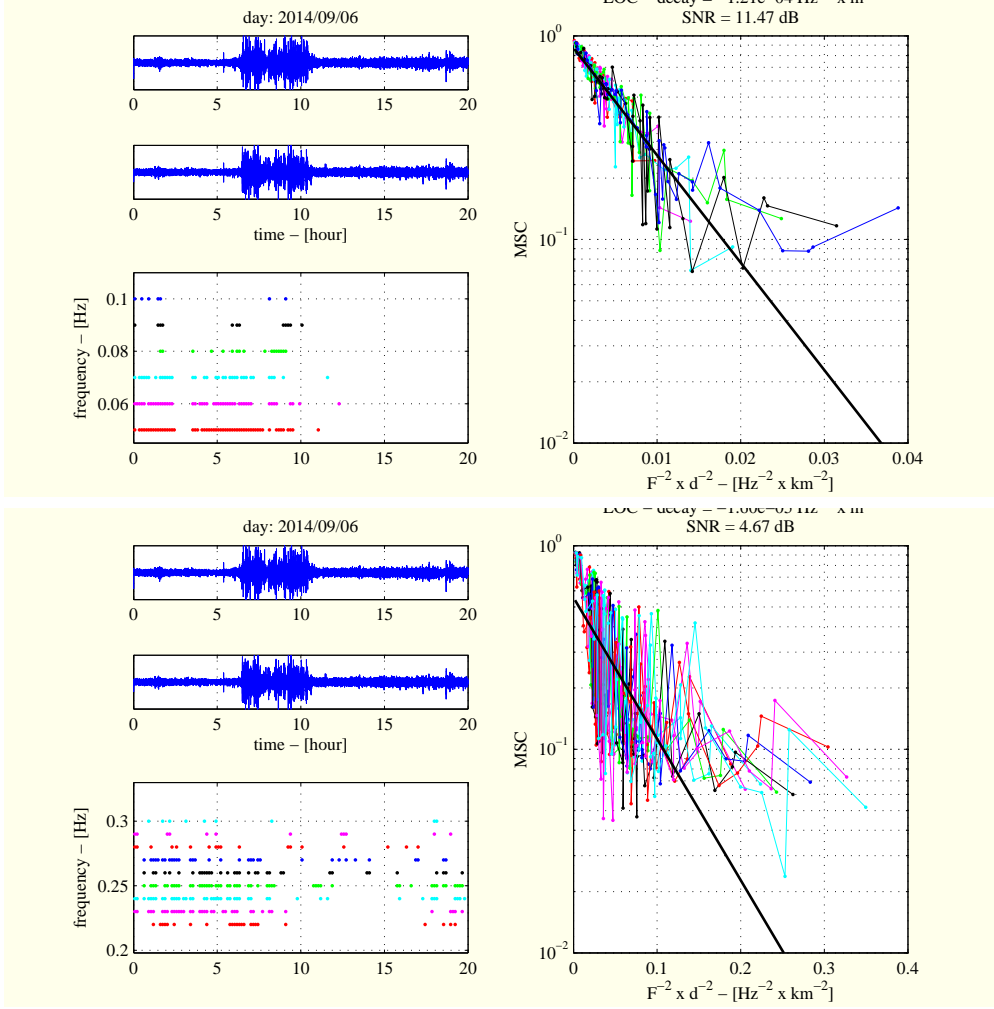 day: 2014/09/06
0 5 10 15 20
0 5 10 15 20
time – [hour]
frequency – [Hz]
0.1
0.08
0.06
0 5 10 15 20
SNR = 11.47 dB
MSC
10⁰
10⁻¹
10⁻²
0 0.01 0.02 0.03 0.04
F⁻² x d⁻² – [Hz⁻² x km⁻²]
day: 2014/09/06
0 5 10 15 20
0 5 10 15 20
time – [hour]
frequency – [Hz]
0.3
0.25
0.2
0 5 10 15 20
SNR = 4.67 dB
MSC
10⁰
10⁻¹
10⁻²
0 0.1 0.2 0.3 0.4
F⁻² x d⁻² – [Hz⁻² x km⁻²]